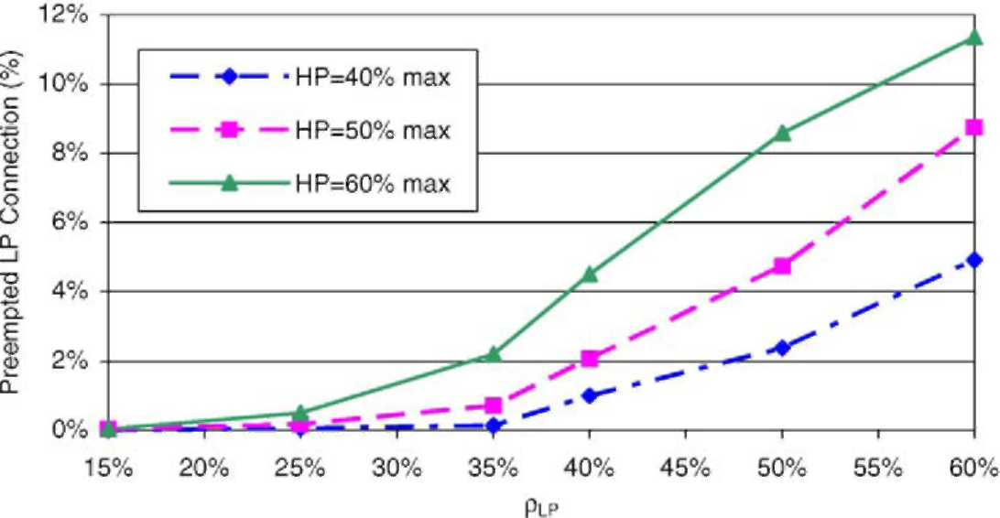 12%
10%
8%
6%
4%
2%
0%
Preempted LP Connection (%)
HP=40% max
HP=50% max
HP=60% max
15% 20% 25% 30% 35% 40% 45% 50% 55% 60%
ρLP